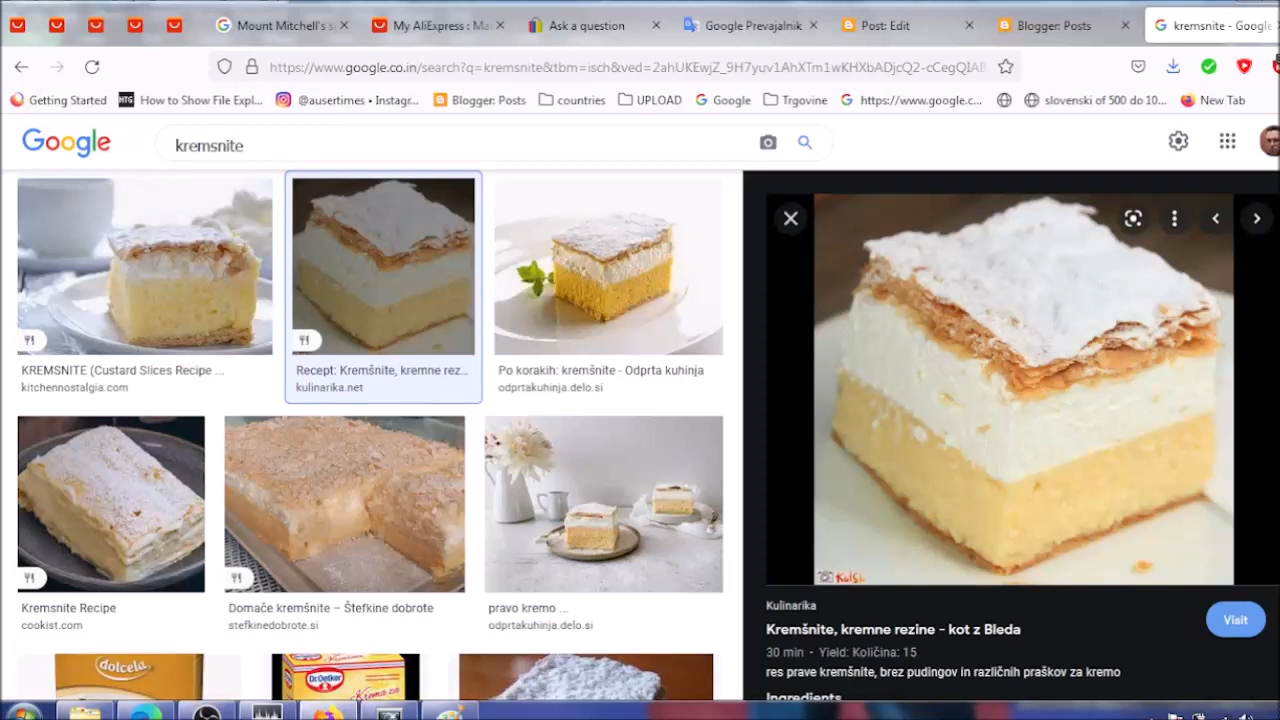 Mount Mitchell's s
My AliExpress : Ma
Ask a question
Google Prevajalnik
Post: Edit
Blogger: Posts
kremsnite - Google
https://www.google.co.in/search?q=kremsnite&tbm=isch&ved=2ahUKEwjZ_9H7yuv1AhXTm1wKHXbADjcQ2-cCegQIAB
Getting Started
HTG
How to Show File Expl...
@ausertimes • Instagr...
Blogger: Posts
countries
UPLOAD
Google
Trgovine
https://www.google.c...
slovenski of 500 do 10...
New Tab
Google
kremsnite
KREMSNITE (Custard Slices Recipe ...
kitchennostalgia.com
Recept: Kremšnite, kremne rez...
kulinarika.net
Po korakih: kremšnite - Odprta kuhinja
odprtakuhinja.delo.si
Kremsnite Recipe
cookist.com
Domače kremšnite – Štefkine dobrote
stefkinedobrote.si
pravo kremo ...
odprtakuhinja.delo.si
dolcela
Dr.Oetker
Krema za
Kulinarika
Visit
Kremšnite, kremne rezine - kot z Bleda
30 min · Yield: Količina: 15
res prave kremšnite, brez pudingov in različnih praškov za kremo
Ingredients